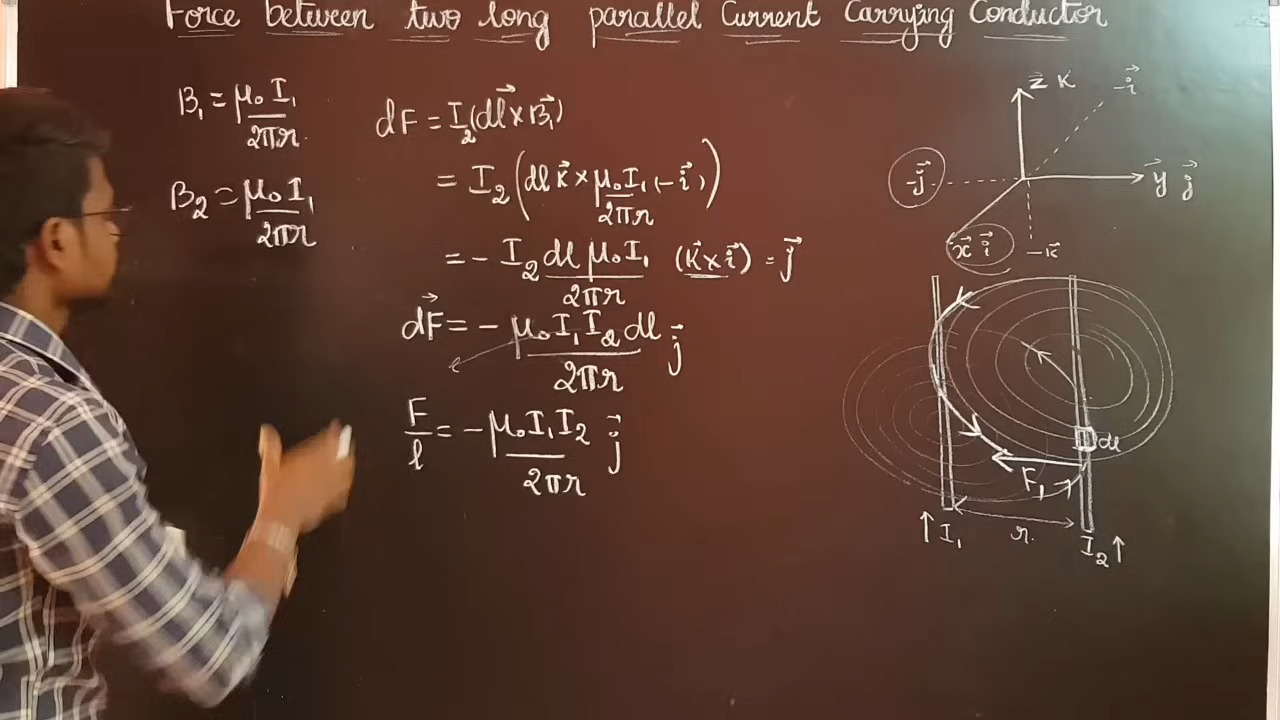 Force between two long parallel Current Carrying Conductor
B₁ = μ₀ I₁ / 2πr
B₂ = μ₀ I₁ / 2πr
dF = I₂(dl⃗ × B⃗₁)
= I₂(dl k⃗ × μ₀ I₁ / 2πr (-i⃗))
= - I₂ dl μ₀ I₁ / 2πr (k⃗ × i⃗) = j⃗
dF⃗ = - μ₀ I₁ I₂ dl / 2πr j⃗
F / l = - μ₀ I₁ I₂ / 2πr j⃗
z⃗ k
-i⃗
-j⃗
y⃗ j⃗
x⃗ i⃗
-k⃗
dl
F₁
↑ I₁
r
I₂ ↑